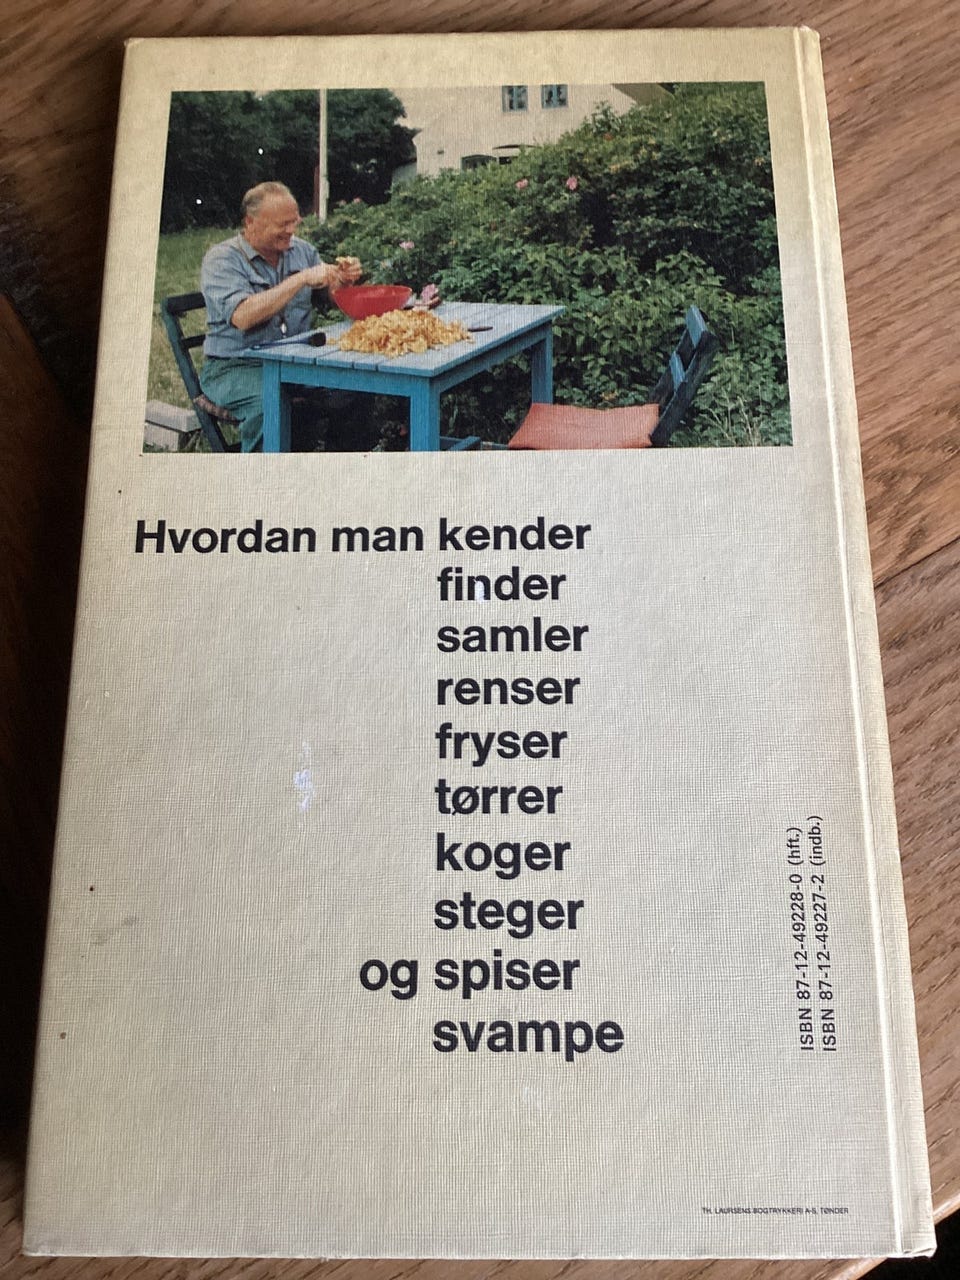 Hvordan man kender
finder
samler
renser
fryser
tørrer
koger
steger
og spiser
svampe
ISBN 87-12-49228-0 (hft.)
ISBN 87-12-49227-2 (indb.)
TH. LAURSENS BOGTRYKKERI A-S, TØNDER